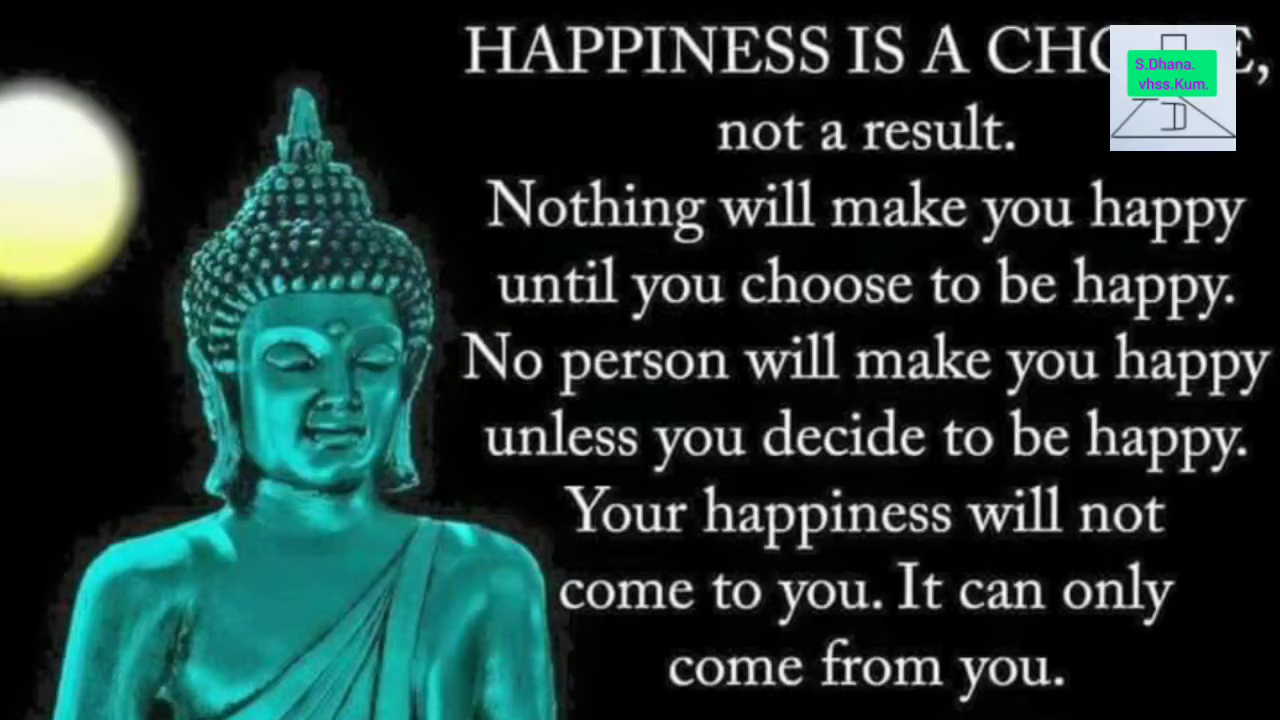 HAPPINESS IS A
not a result.
Nothing will make you happy
until you choose to be happy.
No person will make you happy
unless you decide to be happy.
Your happiness will not
come to you. It can only
come from you.
S.Dhana.
vhss.Kum.
D